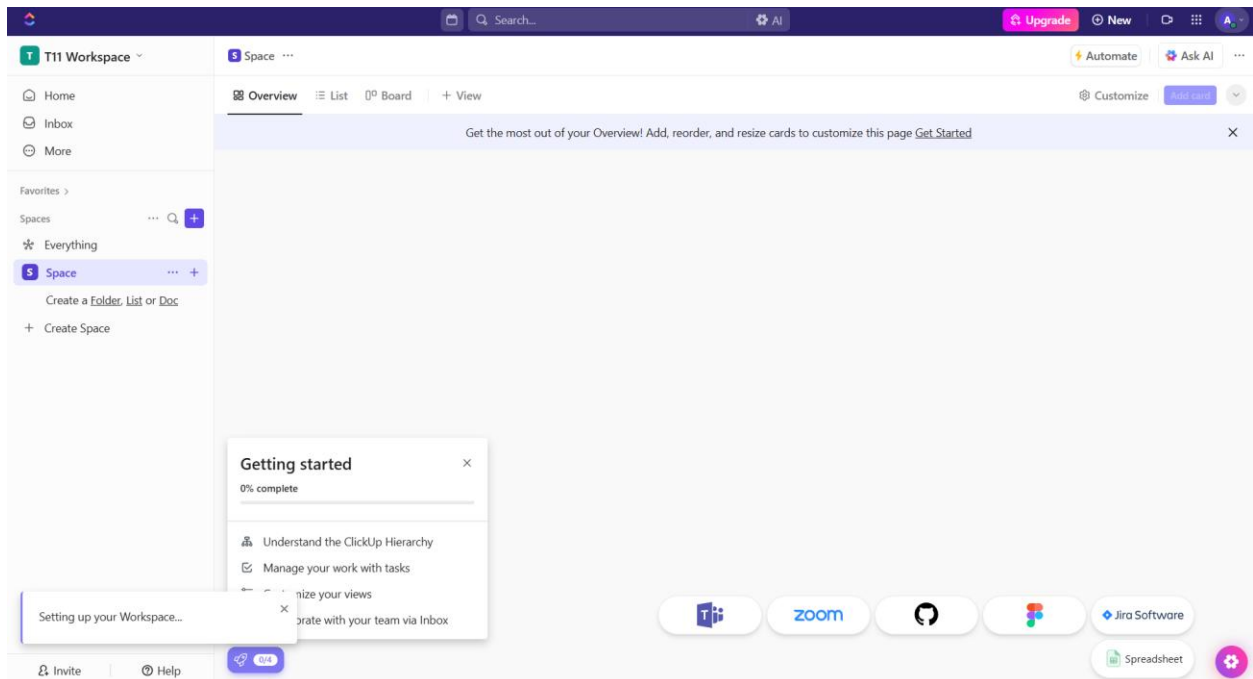 Search...
AI
Upgrade
New
A
T T11 Workspace
S Space ...
Automate
Ask AI
...
Home
Inbox
More
Overview
List
Board
+ View
Customize
Add card
Get the most out of your Overview! Add, reorder, and resize cards to customize this page Get Started
Favorites >
Spaces
Everything
S Space
Create a Folder, List or Doc
+ Create Space
Getting started
0% complete
Understand the ClickUp Hierarchy
Manage your work with tasks
your views
with your team via Inbox
Setting up your Workspace...
0/4
Invite
Help
zoom
Jira Software
Spreadsheet